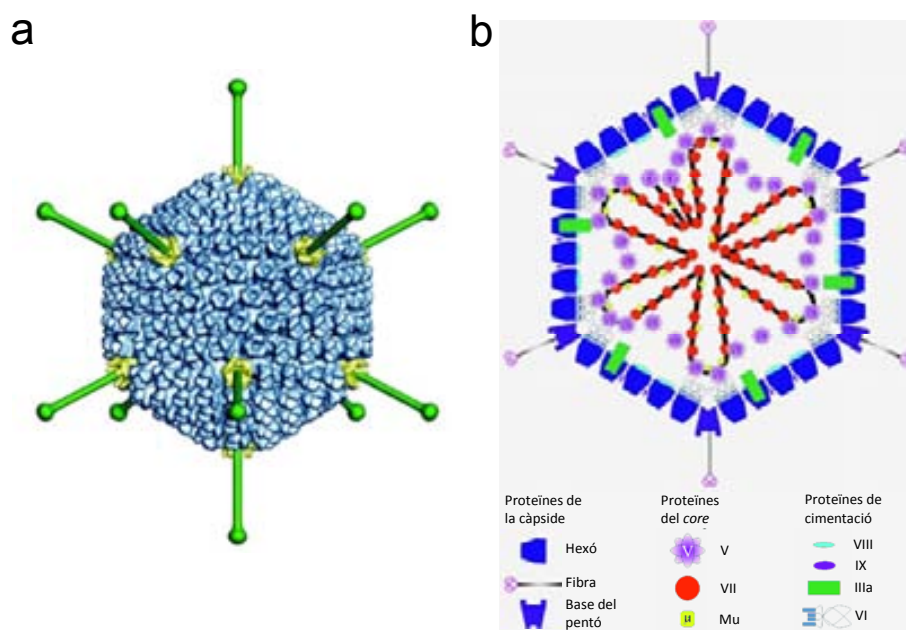 a
b
Proteïnes de
la càpside
Hexó
Fibra
Base del
pentó
Proteïnes
del core
V
V
VII
μ
Mu
Proteïnes de
cimentació
VIII
IX
IIIa
VI